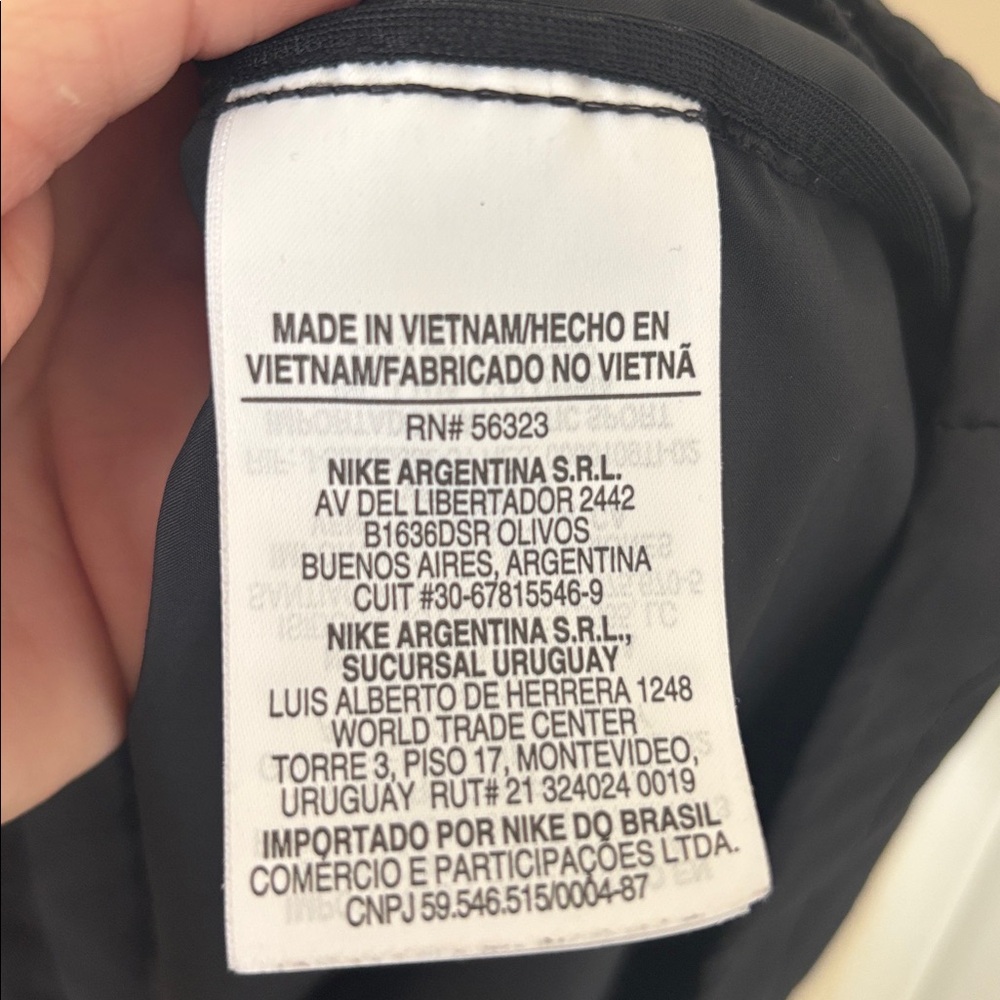 MADE IN VIETNAM/HECHO EN
VIETNAM/FABRICADO NO VIETNÃ
RN# 56323
NIKE ARGENTINA S.R.L.
AV DEL LIBERTADOR 2442
B1636DSR OLIVOS
BUENOS AIRES, ARGENTINA
CUIT #30-67815546-9
NIKE ARGENTINA S.R.L.,
SUCURSAL URUGUAY
LUIS ALBERTO DE HERRERA 1248
WORLD TRADE CENTER
TORRE 3, PISO 17, MONTEVIDEO,
URUGUAY RUT# 21 324024 0019
IMPORTADO POR NIKE DO BRASIL
COMÉRCIO E PARTICIPAÇÕES LTDA.
CNPJ 59.546.515/0004-87